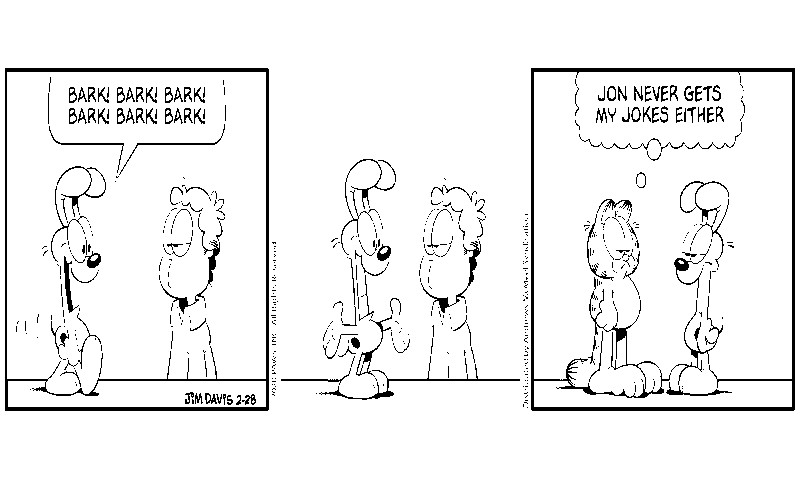 BARK! BARK! BARK!
BARK! BARK! BARK!
JIM DAVIS 2-28
JON NEVER GETS
MY JOKES EITHER